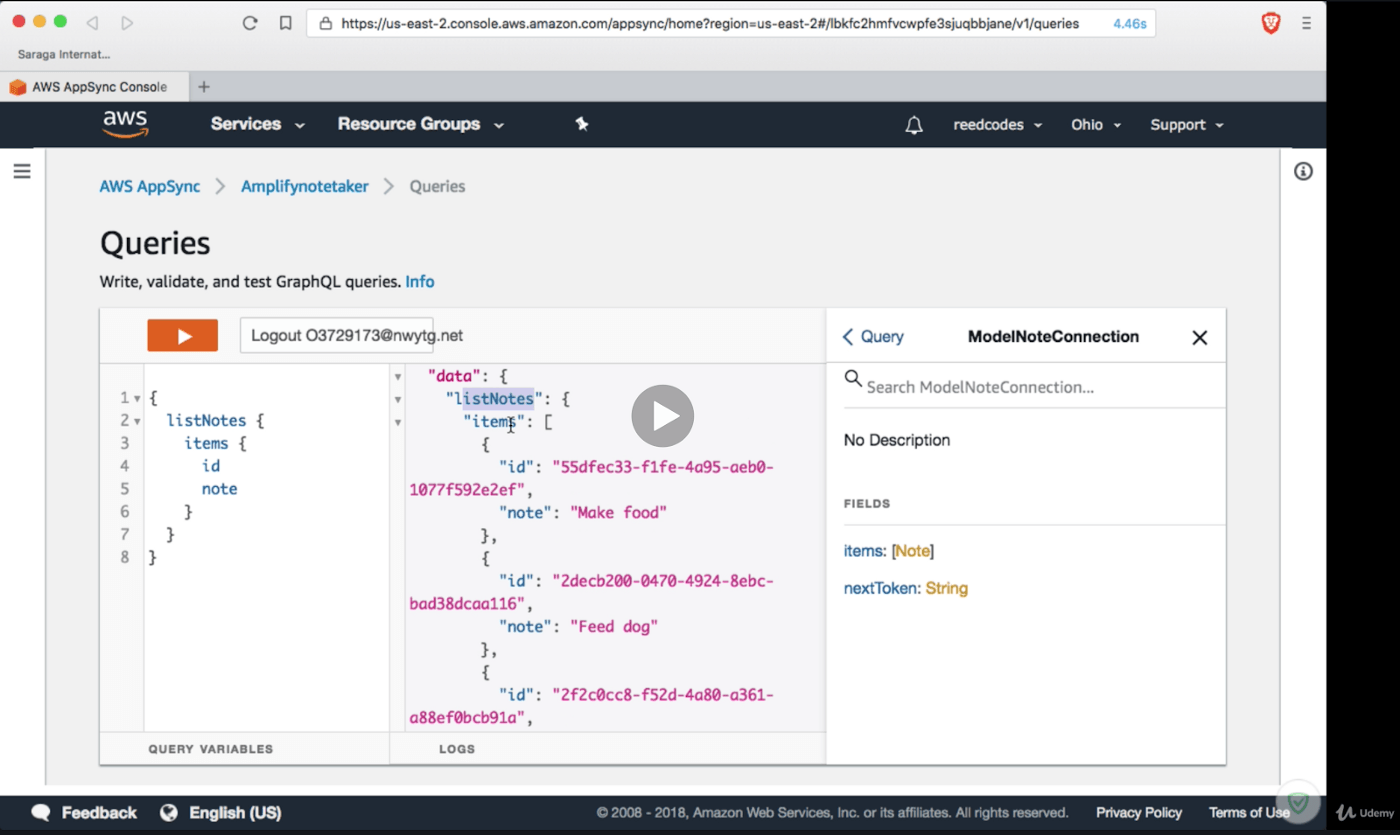 https://us-east-2.console.aws.amazon.com/appsync/home?region=us-east-2#/lbkfc2hmfvcwpfe3sjuqbbjane/v1/queries 4.46s
Saraga Internat...
AWS AppSync Console
aws Services Resource Groups reedcodes Ohio Support
AWS AppSync > Amplifynotetaker > Queries
Queries
Write, validate, and test GraphQL queries. Info
Logout O3729173@nwytg.net
1 {
2 listNotes {
3 items {
4 id
5 note
6 }
7 }
8 }
QUERY VARIABLES
"data": {
"listNotes": {
"items": [
{
"id": "55dfec33-f1fe-4a95-aeb0-
1077f592e2ef",
"note": "Make food"
},
{
"id": "2decb200-0470-4924-8ebc-
bad38dcaa116",
"note": "Feed dog"
},
{
"id": "2f2c0cc8-f52d-4a80-a361-
a88ef0bcb91a",
LOGS
Query ModelNoteConnection
Search ModelNoteConnection...
No Description
FIELDS
items: [Note]
nextToken: String
Feedback English (US) © 2008 - 2018, Amazon Web Services, Inc. or its affiliates. All rights reserved. Privacy Policy Terms of Use
Udemy